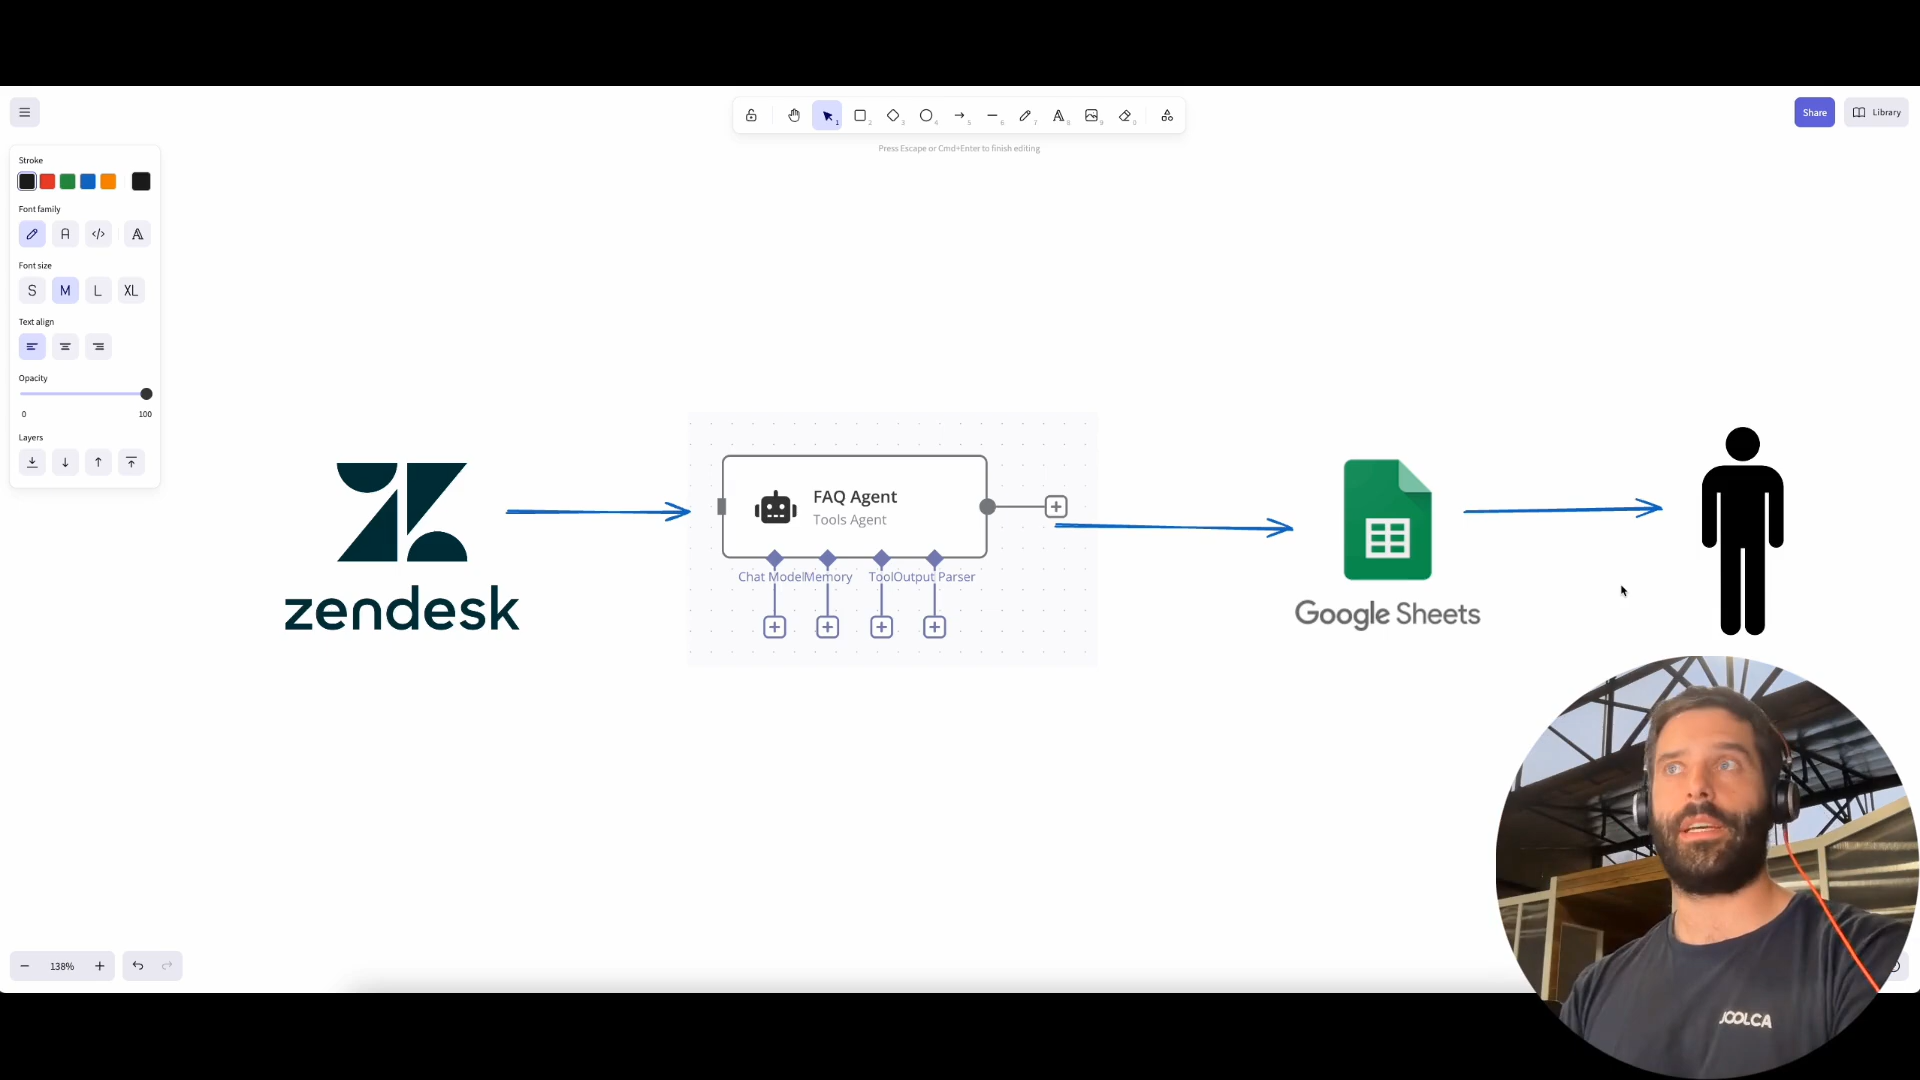 Share
Library
Press Escape or Cmd+Enter to finish editing
Stroke
Font family
Font size
S M L XL
Text align
Opacity
0 100
Layers
FAQ Agent
Tools Agent
Chat Model Memory Tool Output Parser
zendesk
Google Sheets
138%
JOOLCA